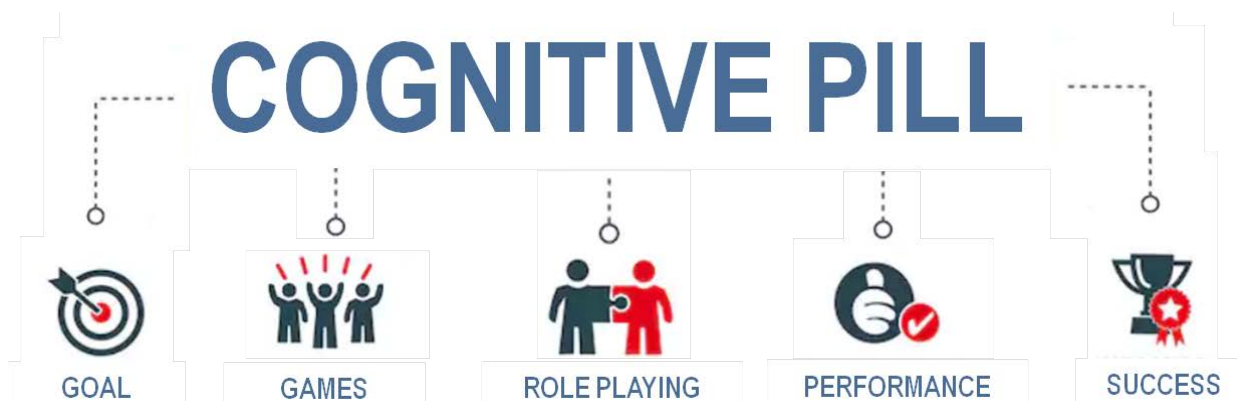 COGNITIVE PILL
GOAL
GAMES
ROLE PLAYING
PERFORMANCE
SUCCESS